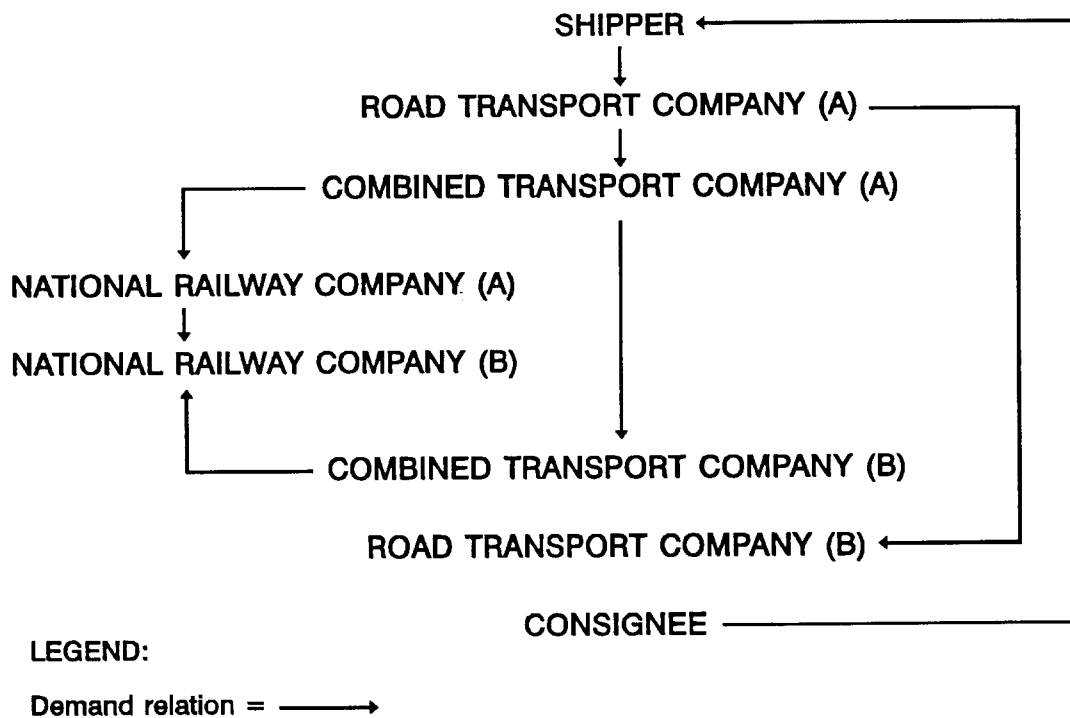 SHIPPER
ROAD TRANSPORT COMPANY (A)
COMBINED TRANSPORT COMPANY (A)
NATIONAL RAILWAY COMPANY (A)
NATIONAL RAILWAY COMPANY (B)
COMBINED TRANSPORT COMPANY (B)
ROAD TRANSPORT COMPANY (B)
CONSIGNEE
LEGEND:
Demand relation =